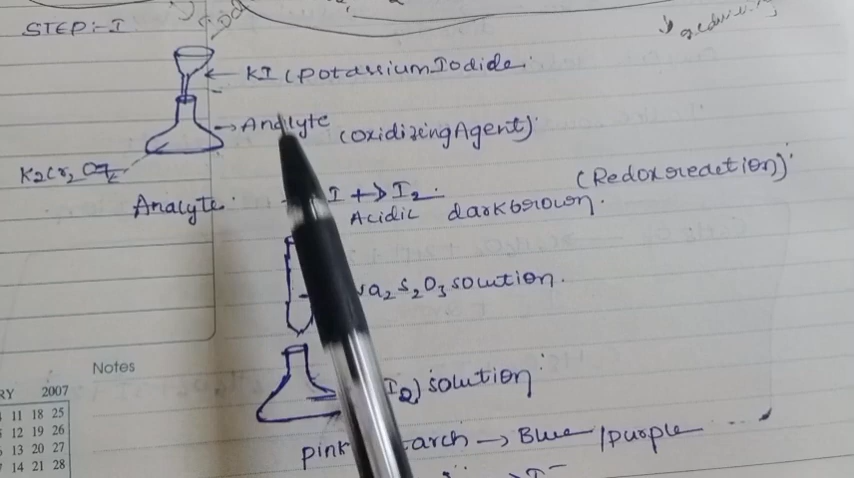 STEP:-I
KI (Potassium Iodide.
Analyte (Oxidizing Agent).
K2Cr2O7
(Redox reaction).
Analyte. I → I2.
Acidic dark brown.
a2S2O3 solution.
I2) solution
pink arch → Blue / purple
I-
Notes
RY 2007
11 18 25
12 19 26
13 20 27
14 21 28